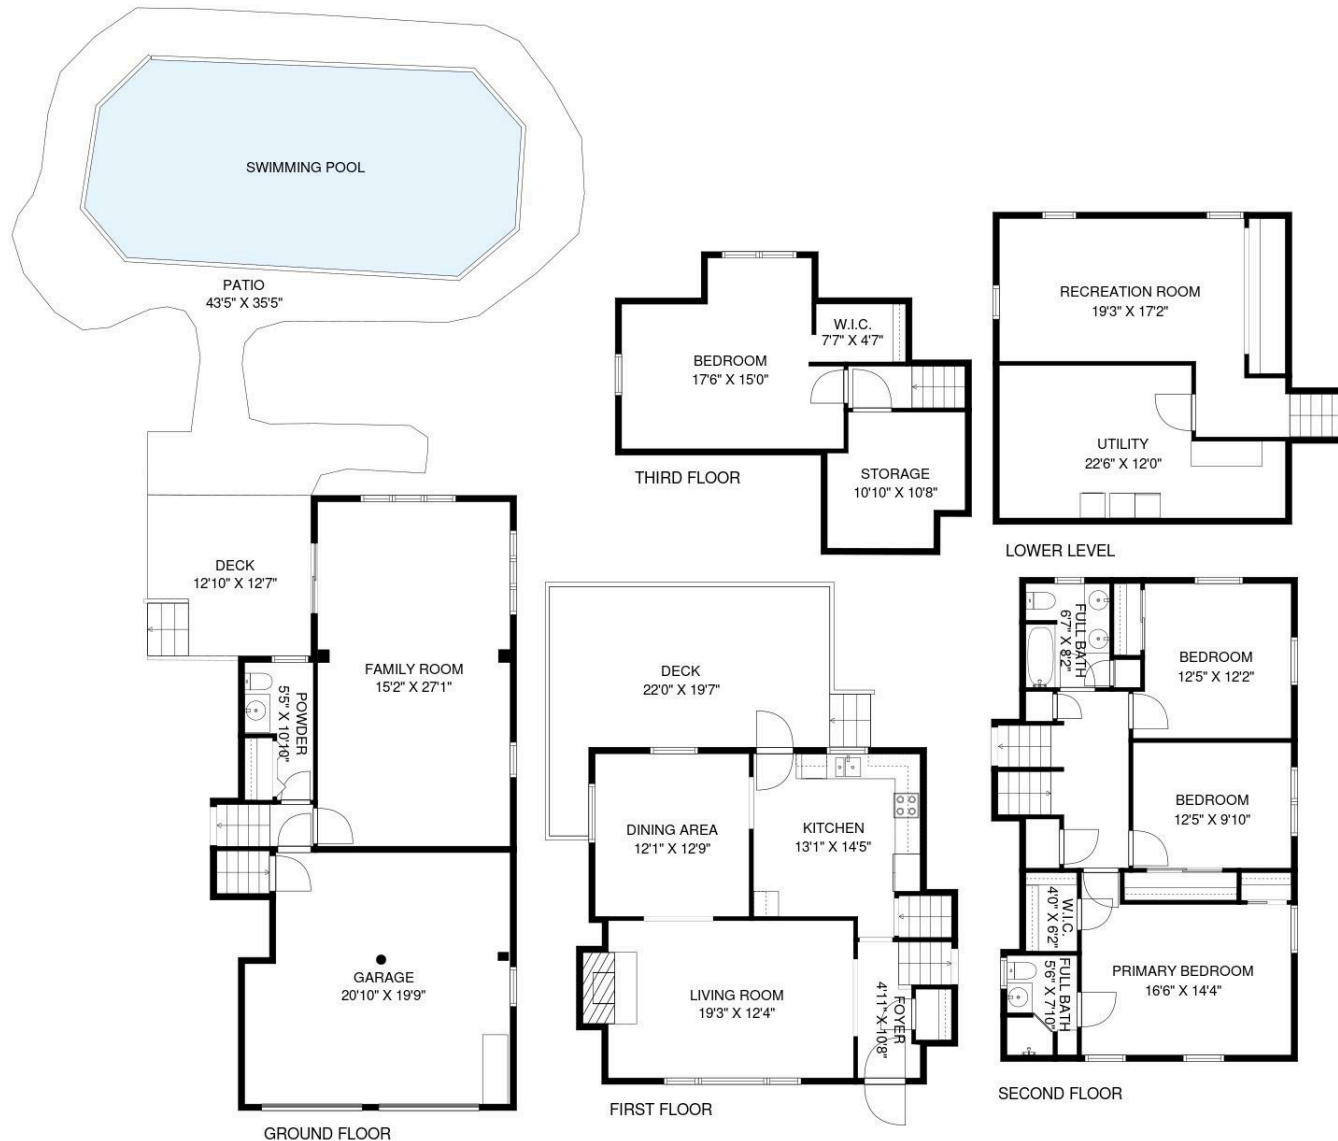 SWIMMING POOL
PATIO
43'5" X 35'5"
DECK
12'10" X 12'7"
FAMILY ROOM
15'2" X 27'1"
POWDER
5'5" X 10'10"
GARAGE
20'10" X 19'9"
GROUND FLOOR
BEDROOM
17'6" X 15'0"
W.I.C.
7'7" X 4'7"
STORAGE
10'10" X 10'8"
THIRD FLOOR
RECREATION ROOM
19'3" X 17'2"
UTILITY
22'6" X 12'0"
LOWER LEVEL
DECK
22'0" X 19'7"
DINING AREA
12'1" X 12'9"
KITCHEN
13'1" X 14'5"
LIVING ROOM
19'3" X 12'4"
FOYER
4'11" X 10'8"
FIRST FLOOR
FULL BATH
6'7" X 8'2"
BEDROOM
12'5" X 12'2"
BEDROOM
12'5" X 9'10"
W.I.C.
4'0" X 6'2"
PRIMARY BEDROOM
16'6" X 14'4"
FULL BATH
5'6" X 7'10"
SECOND FLOOR